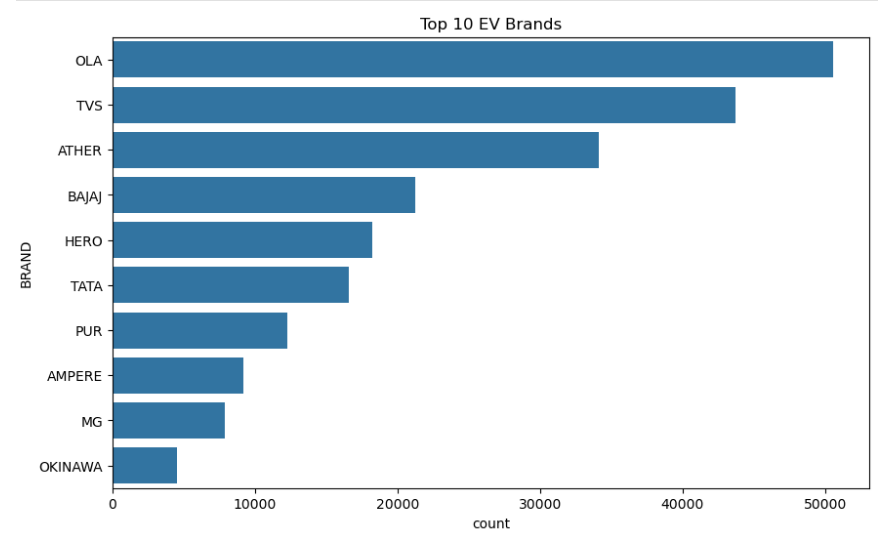 Top 10 EV Brands
BRAND
OLA
TVS
ATHER
BAJAJ
HERO
TATA
PUR
AMPERE
MG
OKINAWA
0 10000 20000 30000 40000 50000
count